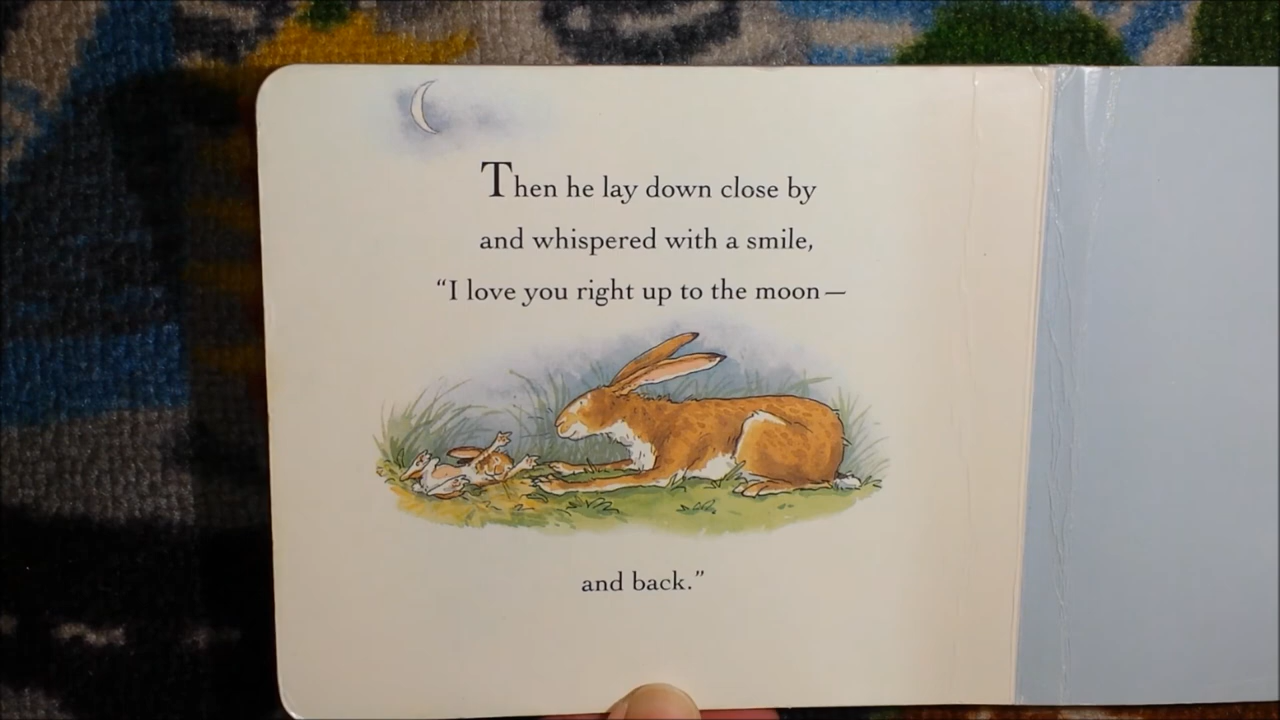 Then he lay down close by
and whispered with a smile,
“I love you right up to the moon—
and back.”